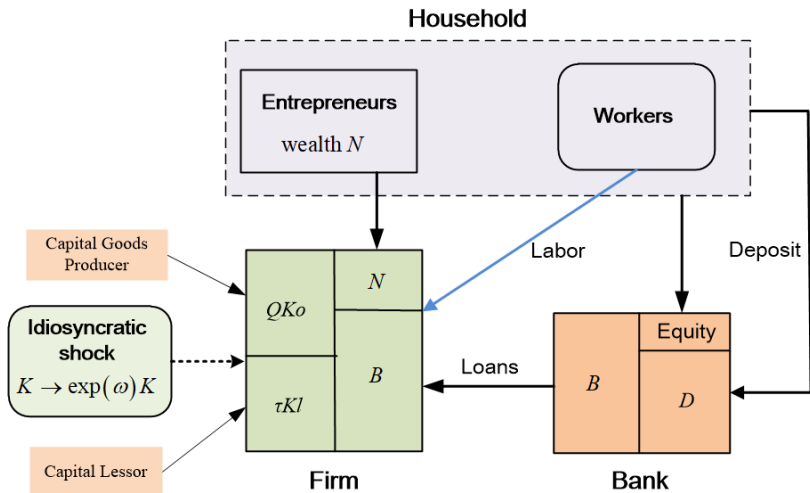 Household
Entrepreneurs
wealth N
Workers
Capital Goods
Producer
Labor
Deposit
QKo
N
Idiosyncratic
shock
K → exp(ω)K
Equity
Loans
B
B
D
τKl
Capital Lessor
Firm
Bank